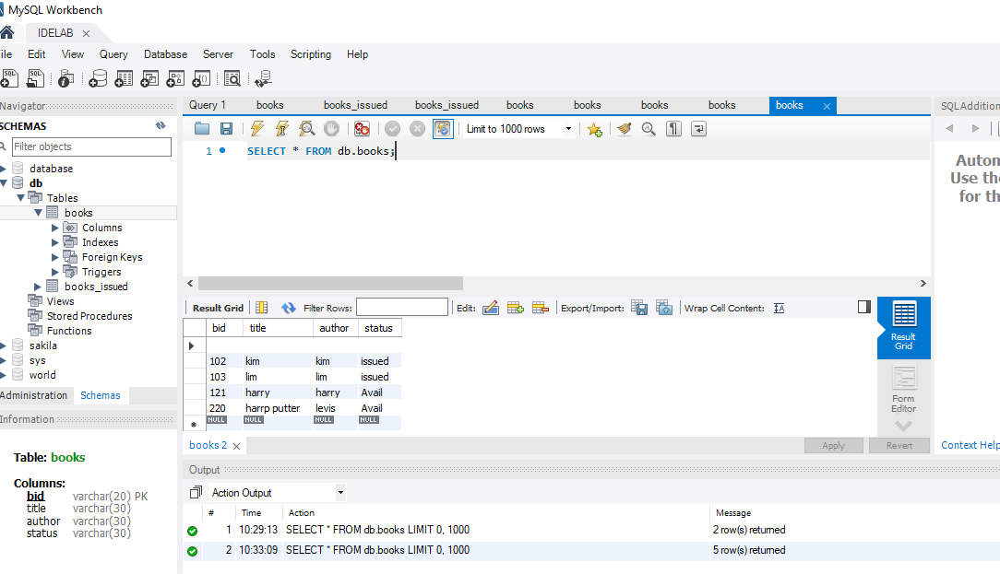 MySQL Workbench
IDELAB
ile Edit View Query Database Server Tools Scripting Help
Navigator
SCHEMAS
Filter objects
database
db
Tables
books
Columns
Indexes
Foreign Keys
Triggers
books_issued
Views
Stored Procedures
Functions
sakila
sys
world
Administration Schemas
Information
Table: books
Columns:
bid varchar(20) PK
title varchar(30)
author varchar(30)
status varchar(30)
Query 1 books books_issued books_issued books books books books books
Limit to 1000 rows
1 SELECT * FROM db.books;
Result Grid Filter Rows: Edit: Export/Import: Wrap Cell Content:
bid title author status
102 kim kim issued
103 lim lim issued
121 harry harry Avail
220 harrp putter levis Avail
NULL NULL NULL NULL
Result
Grid
Form
Editor
books 2 Apply Revert
Output
Action Output
# Time Action Message
1 10:29:13 SELECT * FROM db.books LIMIT 0, 1000 2 row(s) returned
2 10:33:09 SELECT * FROM db.books LIMIT 0, 1000 5 row(s) returned
SQLAddition
Autom
Use the
for th
Context Help